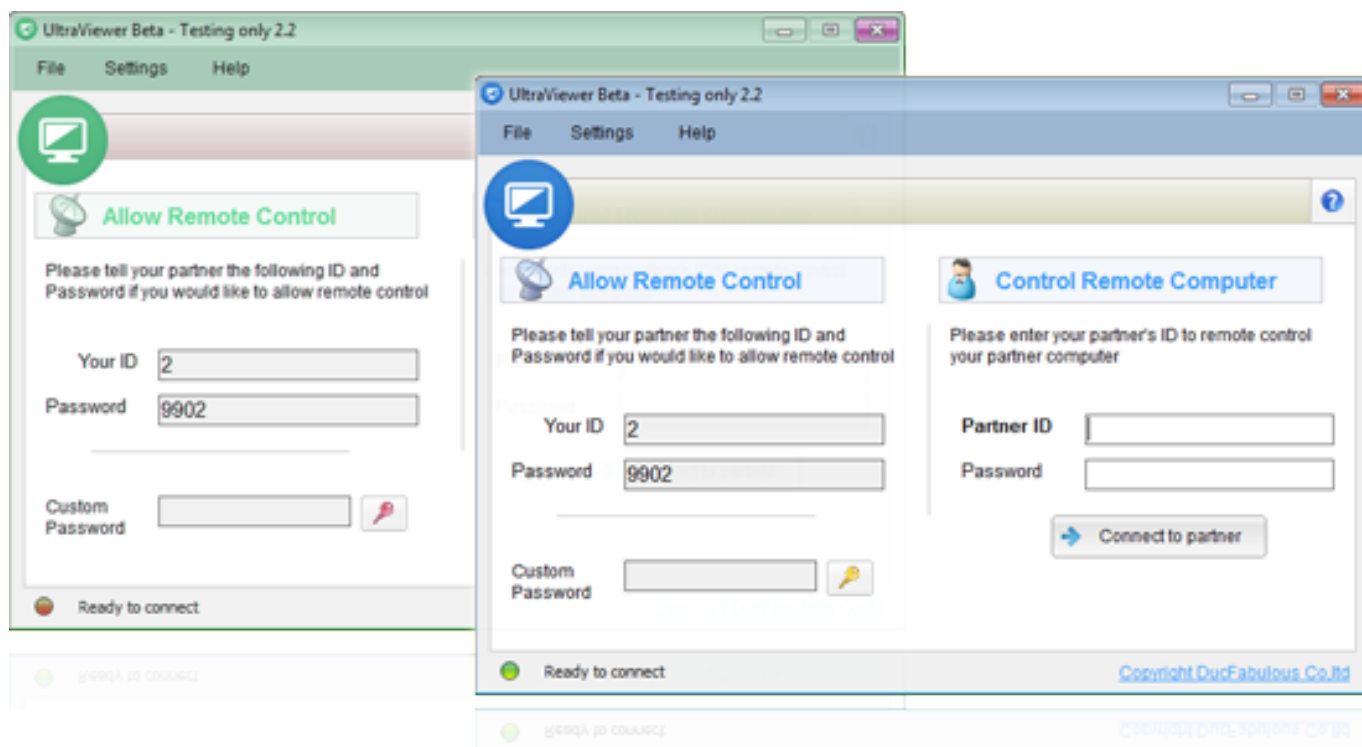 UltraViewer Beta - Testing only 2.2
File Settings Help
Allow Remote Control
Please tell your partner the following ID and
Password if you would like to allow remote control
Your ID 2
Password 9902
Custom
Password
Ready to connect
UltraViewer Beta - Testing only 2.2
File Settings Help
Allow Remote Control
Please tell your partner the following ID and
Password if you would like to allow remote control
Your ID 2
Password 9902
Custom
Password
Control Remote Computer
Please enter your partner's ID to remote control
your partner computer
Partner ID
Password
Connect to partner
Ready to connect
Copyright DucFabulous Co.ltd